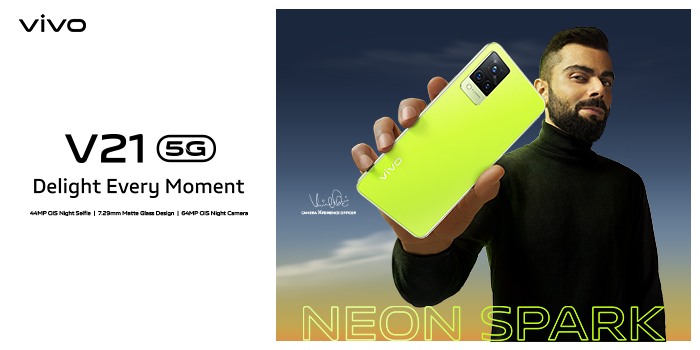 vivo
V21 5G
Delight Every Moment
44MP OIS Night Selfie | 7.29mm Matte Glass Design | 64MP OIS Night Camera
vivo
CAMERA XPERIENCE OFFICER
NEON SPARK